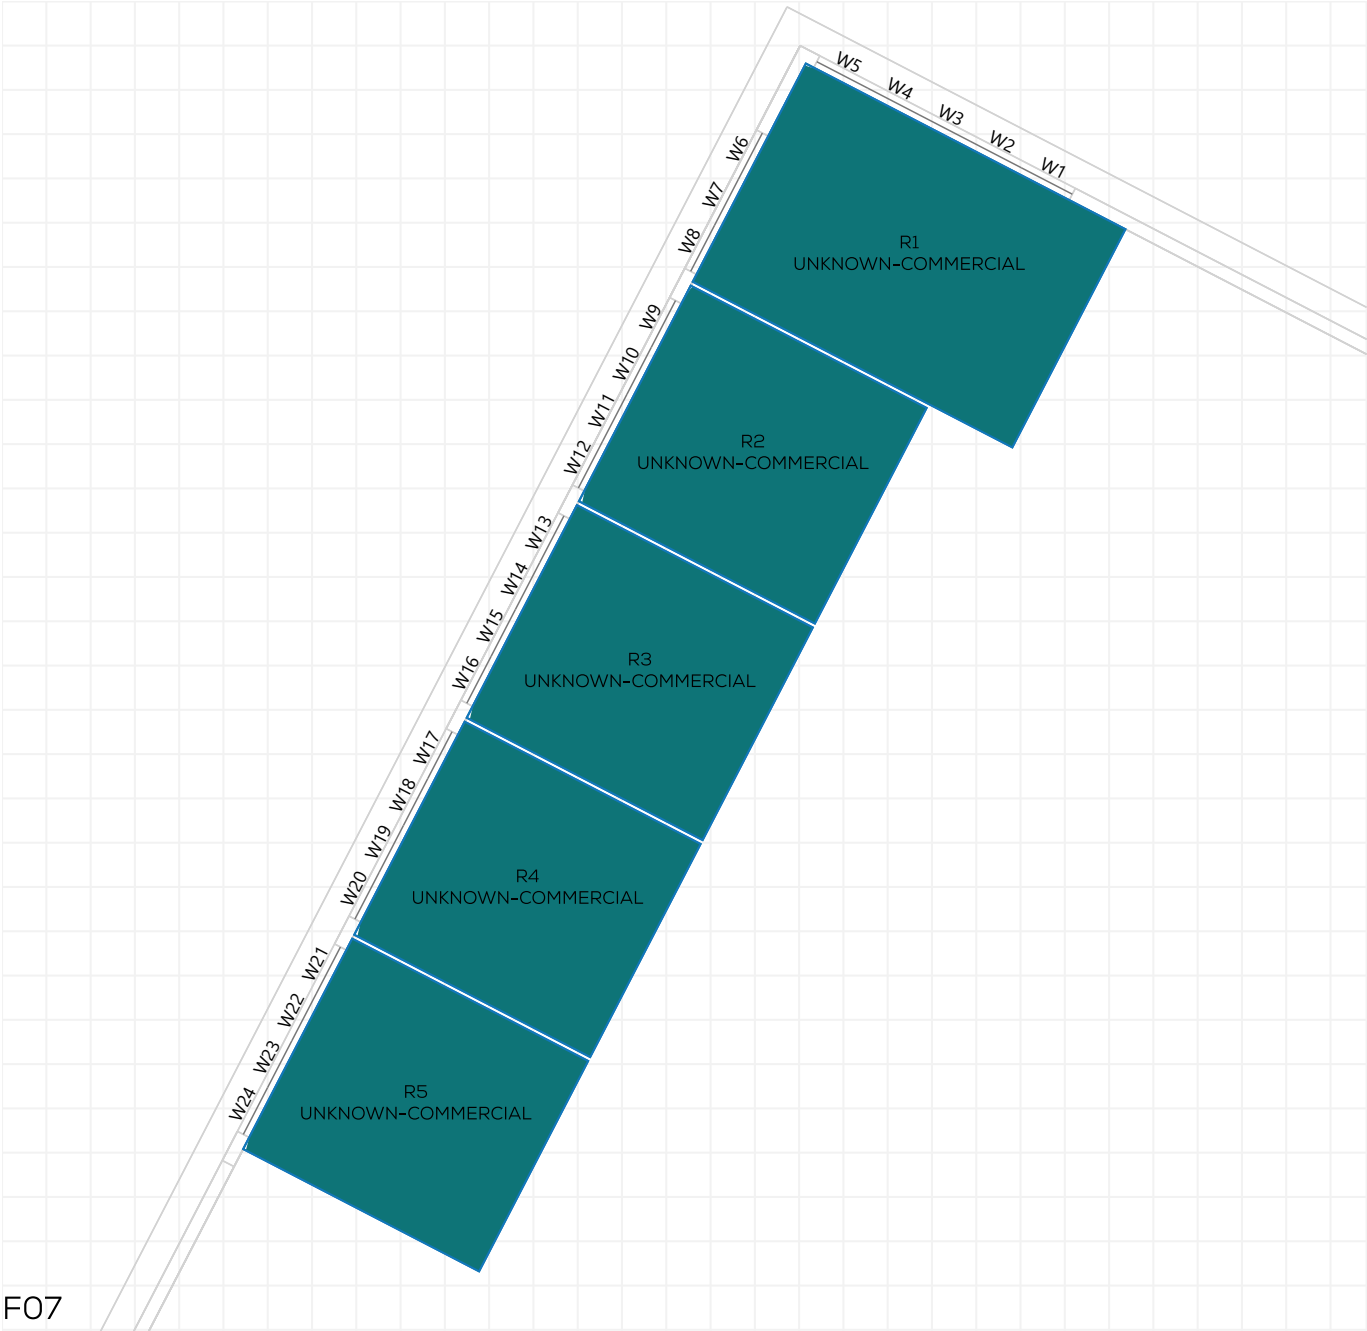 W5
W4
W3
W2
W1
W6
W7
W8
R1
UNKNOWN-COMMERCIAL
W9
W10
W11
W12
R2
UNKNOWN-COMMERCIAL
W13
W14
W15
W16
R3
UNKNOWN-COMMERCIAL
W17
W18
W19
W20
R4
UNKNOWN-COMMERCIAL
W21
W22
W23
W24
R5
UNKNOWN-COMMERCIAL
F07